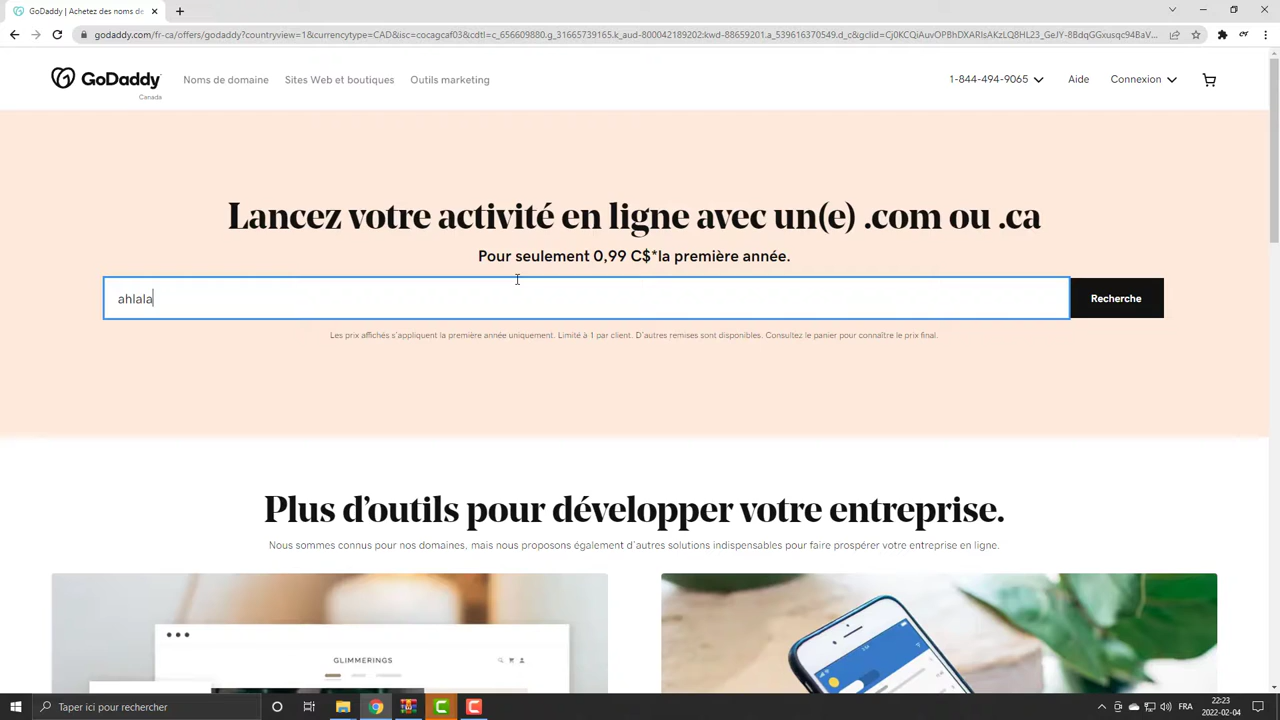 GoDaddy | Achetez des noms de
godaddy.com/fr-ca/offers/godaddy?countryview=1&currencytype=CAD&isc=cocagcaf03&cdtl=c_656609880.g_31665739165.k_aud-800042189202:kwd-88659201.a_539616370549.d_c&gclid=Cj0KCQiAuvOPBhDXARIsAKzLQ8HL23_GeJY-8BdqGGxusqc94BaV...
GoDaddy
Canada
Noms de domaine Sites Web et boutiques Outils marketing 1-844-494-9065 Aide Connexion
Lancez votre activité en ligne avec un(e) .com ou .ca
Pour seulement 0,99 C$*la première année.
ahlala Recherche
Les prix affichés s'appliquent la première année uniquement. Limité à 1 par client. D'autres remises sont disponibles. Consultez le panier pour connaître le prix final.
Plus d'outils pour développer votre entreprise.
Nous sommes connus pour nos domaines, mais nous proposons également d'autres solutions indispensables pour faire prospérer votre entreprise en ligne.
GLIMMERINGS
Taper ici pour rechercher
FRA
22:23
2022-02-04